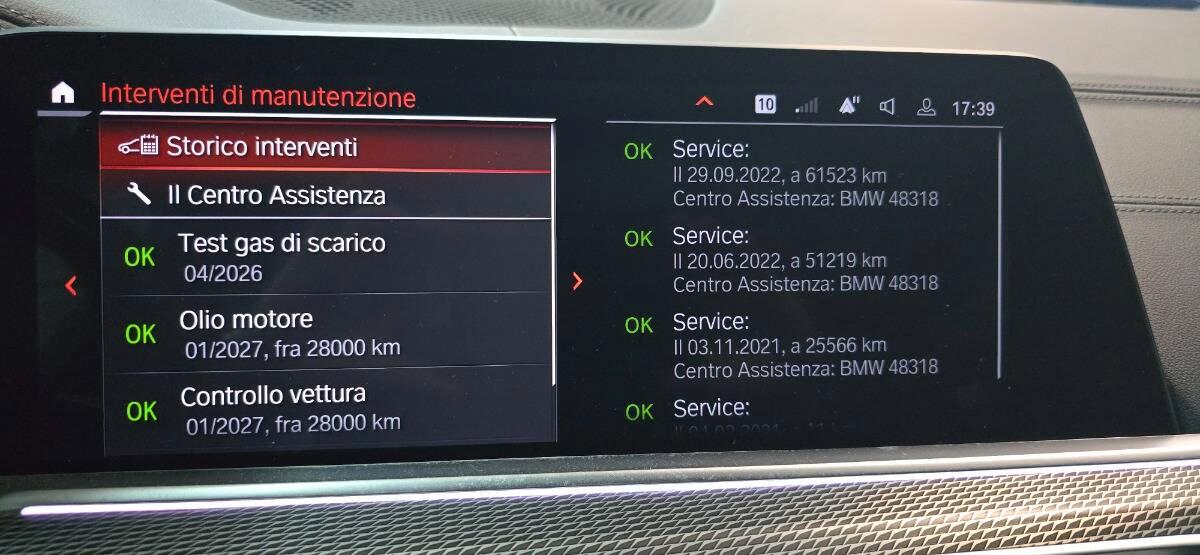 Interventi di manutenzione
10
17:39
Storico interventi
Il Centro Assistenza
OK Test gas di scarico
04/2026
OK Olio motore
01/2027, fra 28000 km
OK Controllo vettura
01/2027, fra 28000 km
OK Service:
Il 29.09.2022, a 61523 km
Centro Assistenza: BMW 48318
OK Service:
Il 20.06.2022, a 51219 km
Centro Assistenza: BMW 48318
OK Service:
Il 03.11.2021, a 25566 km
Centro Assistenza: BMW 48318
OK Service: